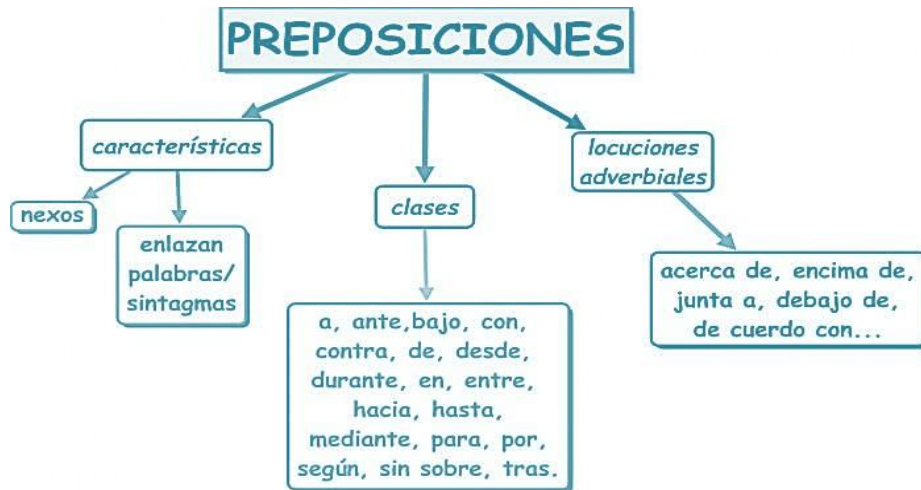 PREPOSICIONES
características
nexos
enlazan
palabras/
sintagmas
clases
a, ante,bajo, con,
contra, de, desde,
durante, en, entre,
hacia, hasta,
mediante, para, por,
según, sin sobre, tras.
locuciones
adverbiales
acerca de, encima de,
junta a, debajo de,
de cuerdo con...